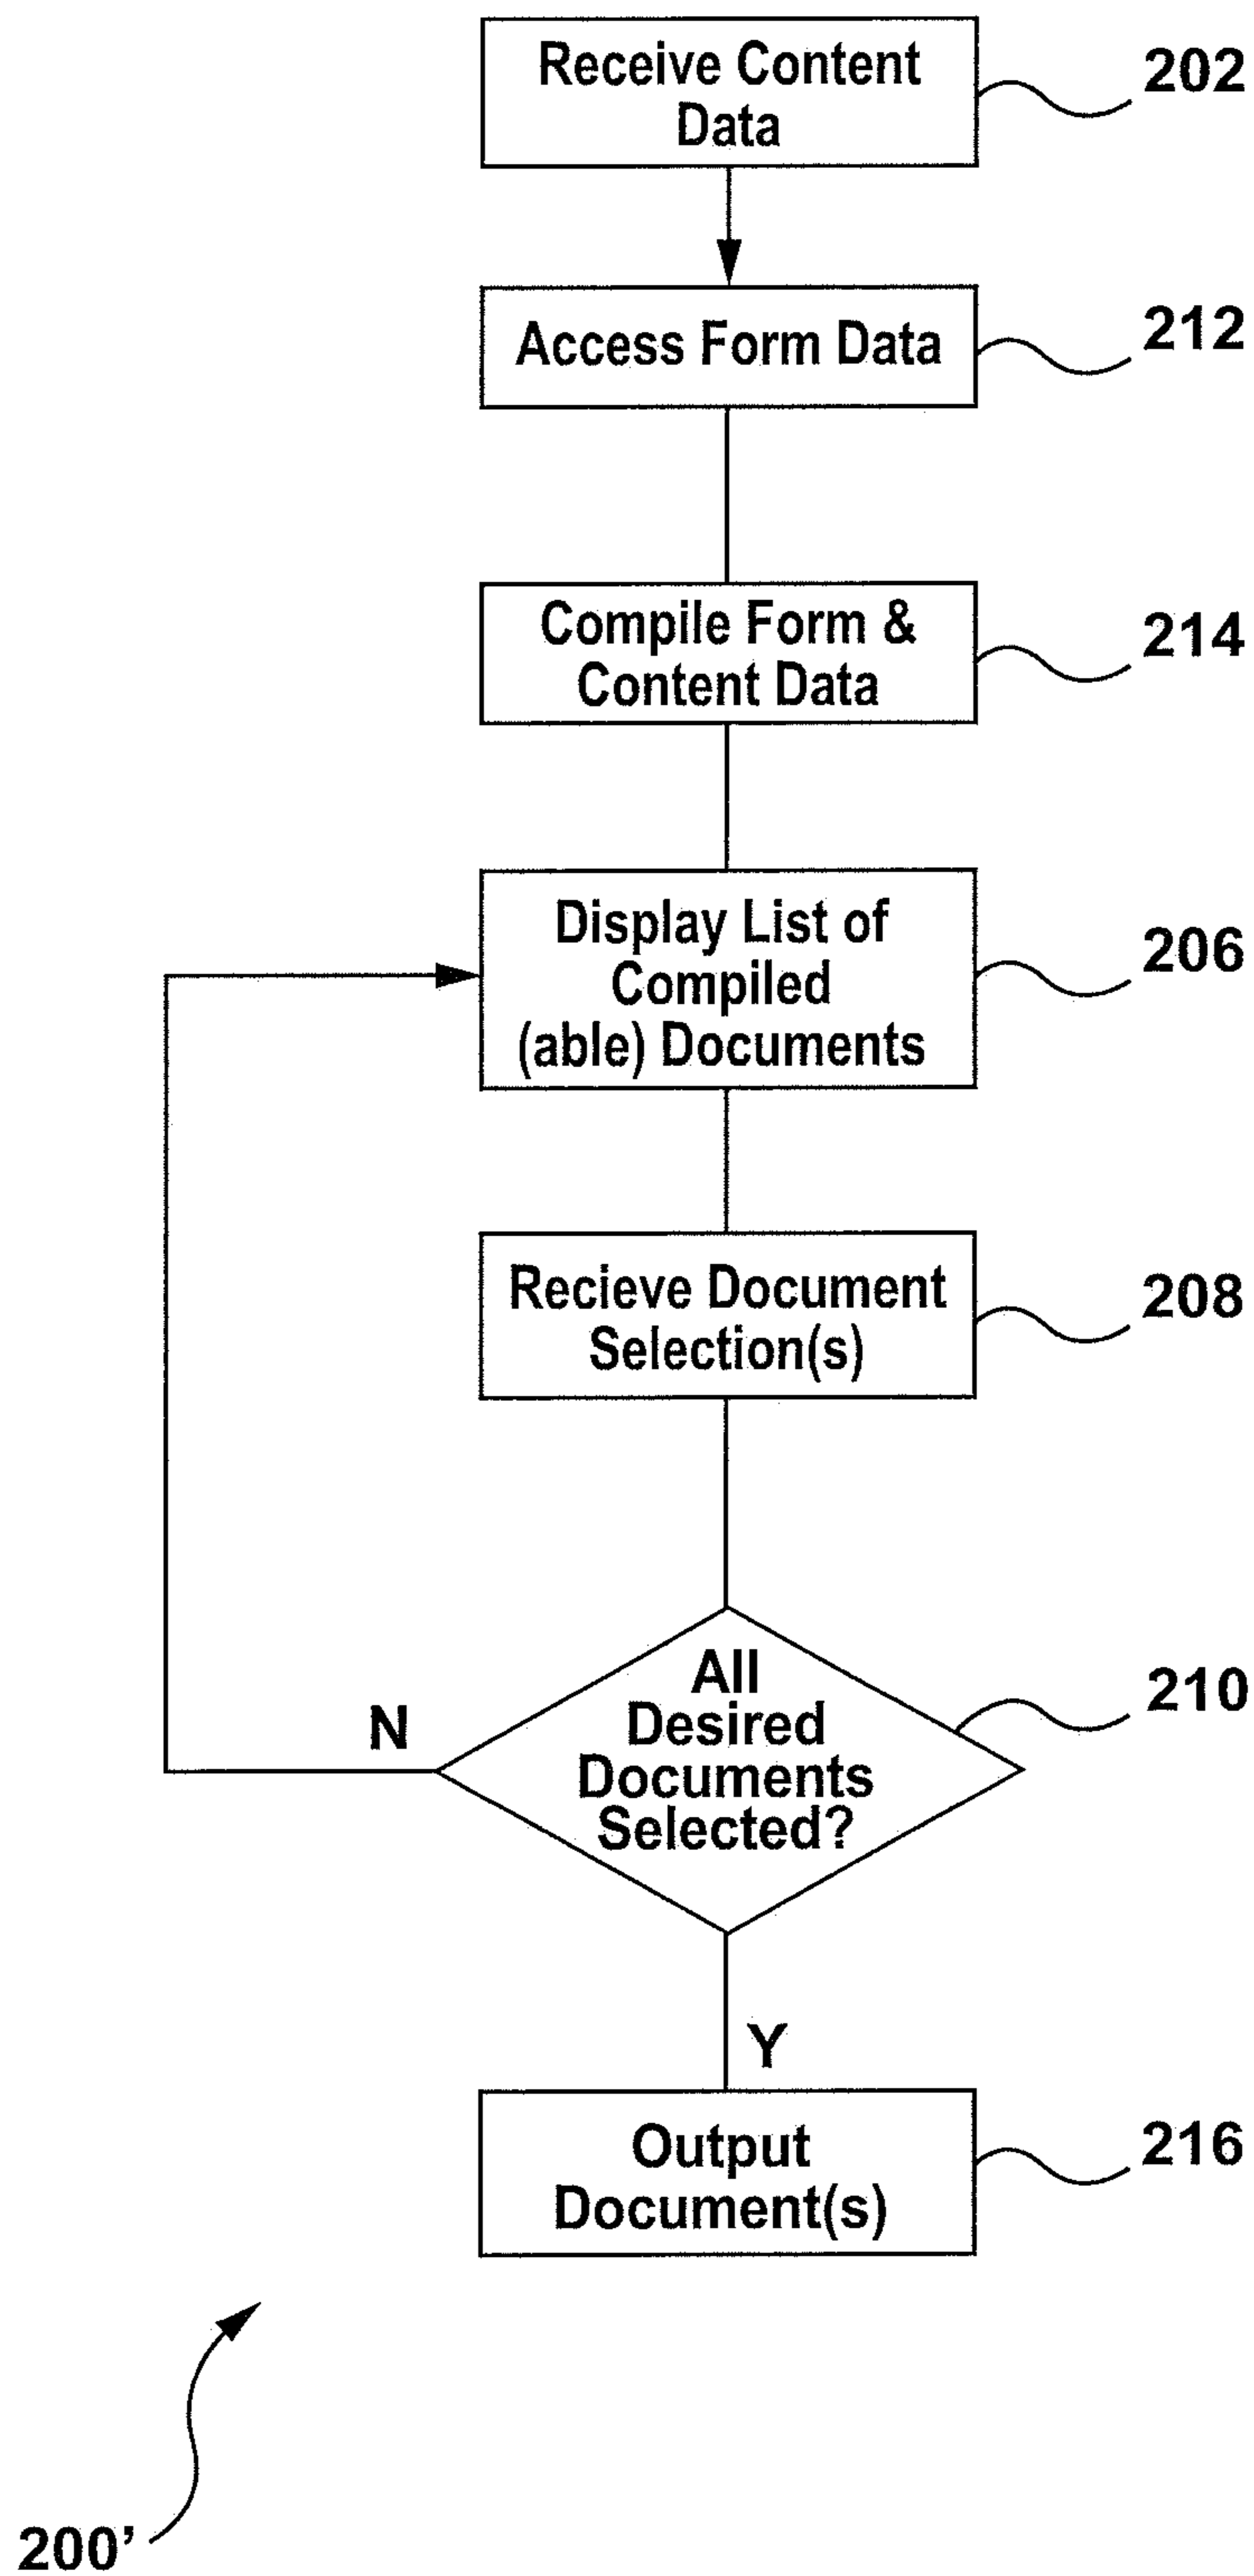 Receive Content
Data
202
Access Form Data
212
Compile Form &
Content Data
214
Display List of
Compiled
(able) Documents
206
Recieve Document
Selection(s)
208
All
Desired
Documents
Selected?
210
N
Y
Output
Document(s)
216
200’